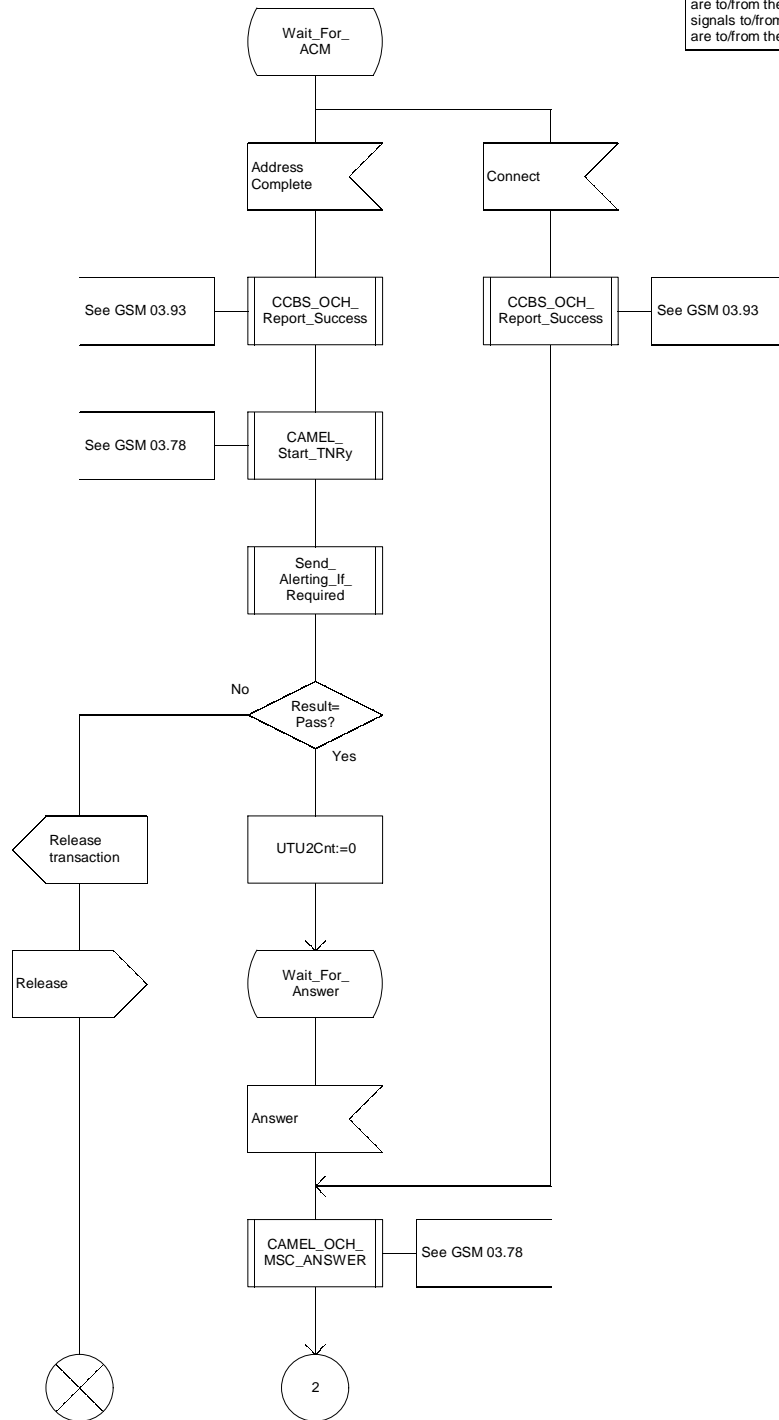 are to/from the
signals to/from
are to/from the
Wait_For_
ACM
Address
Complete
Connect
See GSM 03.93
CCBS_OCH_
Report_Success
CCBS_OCH_
Report_Success
See GSM 03.93
See GSM 03.78
CAMEL_
Start_TNRy
Send_
Alerting_If_
Required
No
Result=
Pass?
Yes
Release
transaction
UTU2Cnt:=0
Release
Wait_For_
Answer
Answer
CAMEL_OCH_
MSC_ANSWER
See GSM 03.78
2